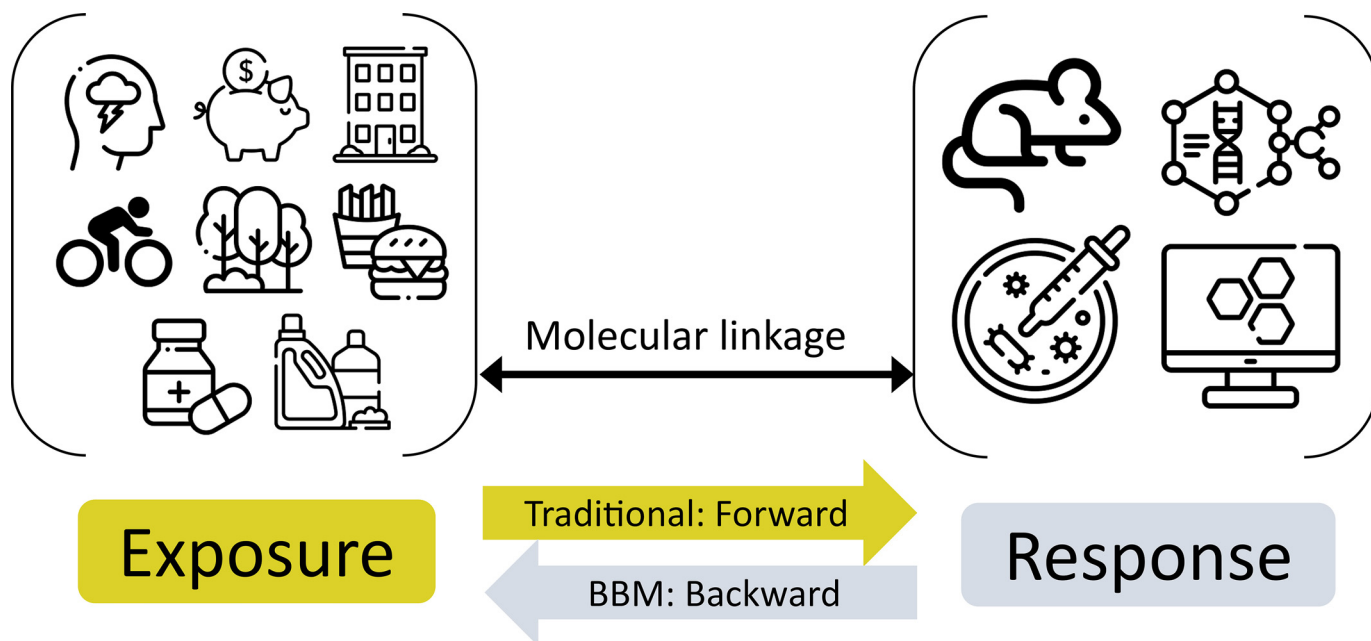 $
Molecular linkage
Traditional: Forward
Exposure
BBM: Backward
Response